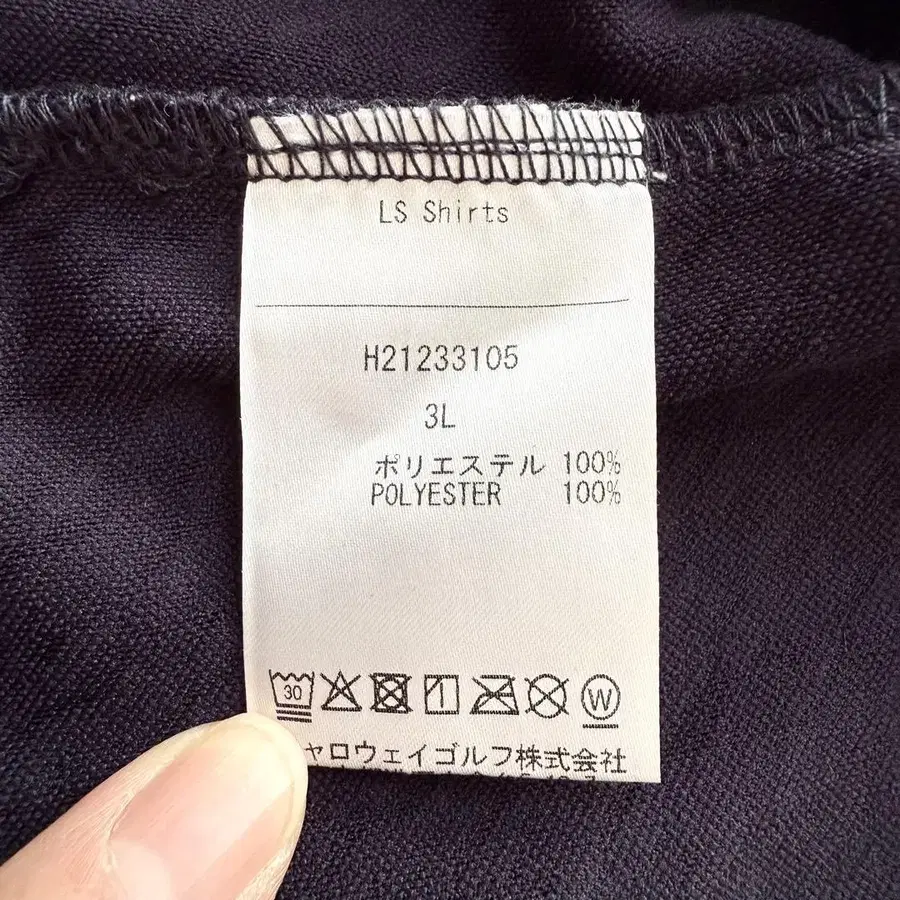 LS Shirts
H21233105
3L
ポリエステル 100%
POLYESTER 100%
30
W
ャロウェイゴルフ株式会社